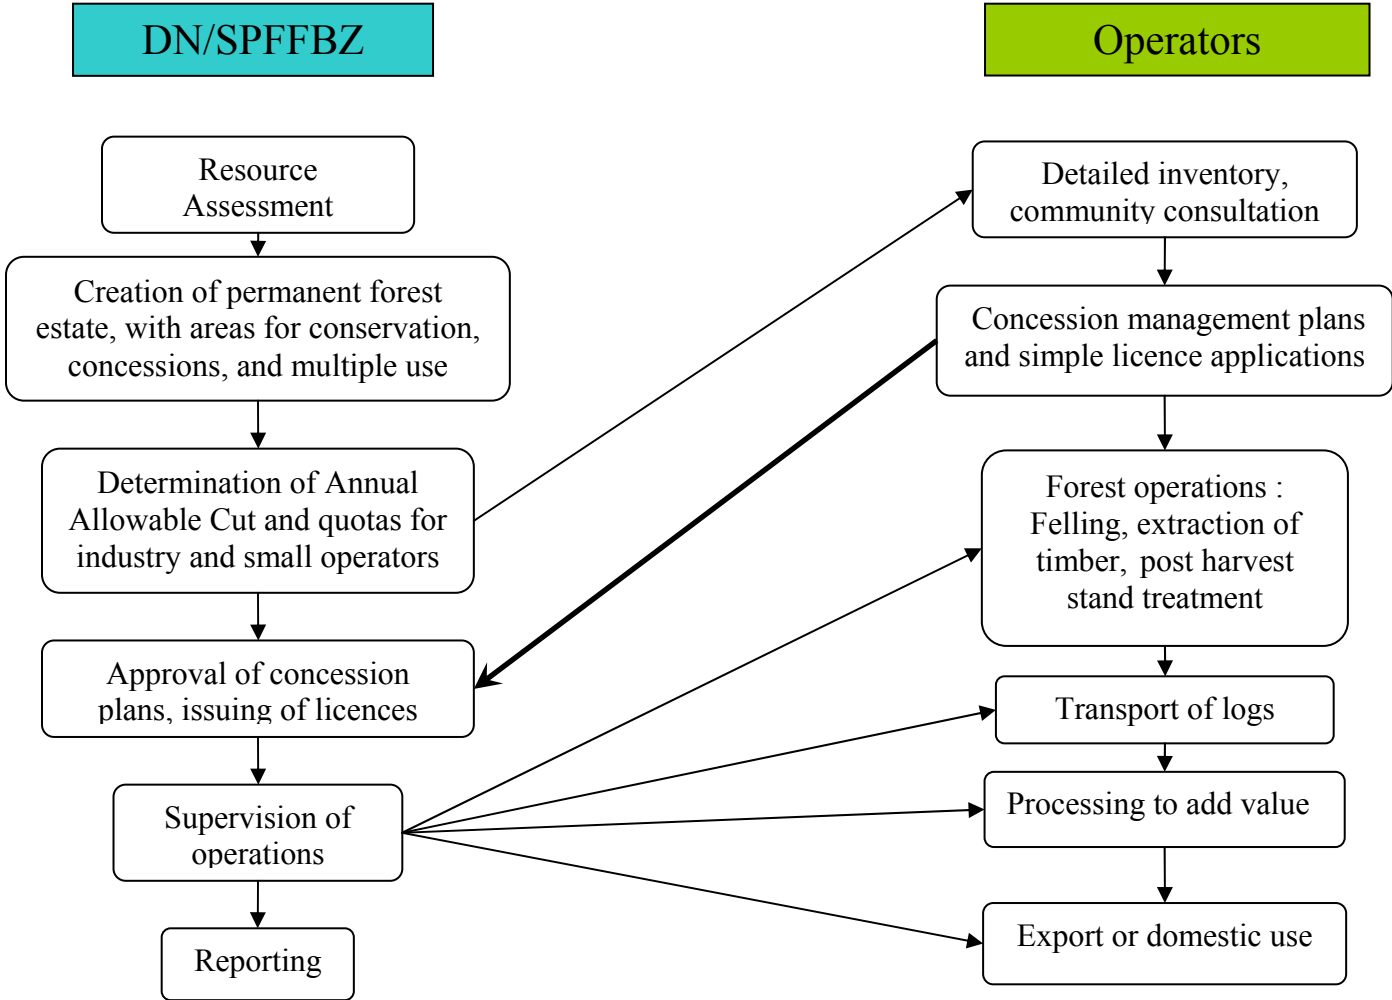 DN/SPFFBZ
Resource
Assessment
Creation of permanent forest
estate, with areas for conservation,
concessions, and multiple use
Determination of Annual
Allowable Cut and quotas for
industry and small operators
Approval of concession
plans, issuing of licences
Supervision of
operations
Reporting
Operators
Detailed inventory,
community consultation
Concession management plans
and simple licence applications
Forest operations :
Felling, extraction of
timber, post harvest
stand treatment
Transport of logs
Processing to add value
Export or domestic use